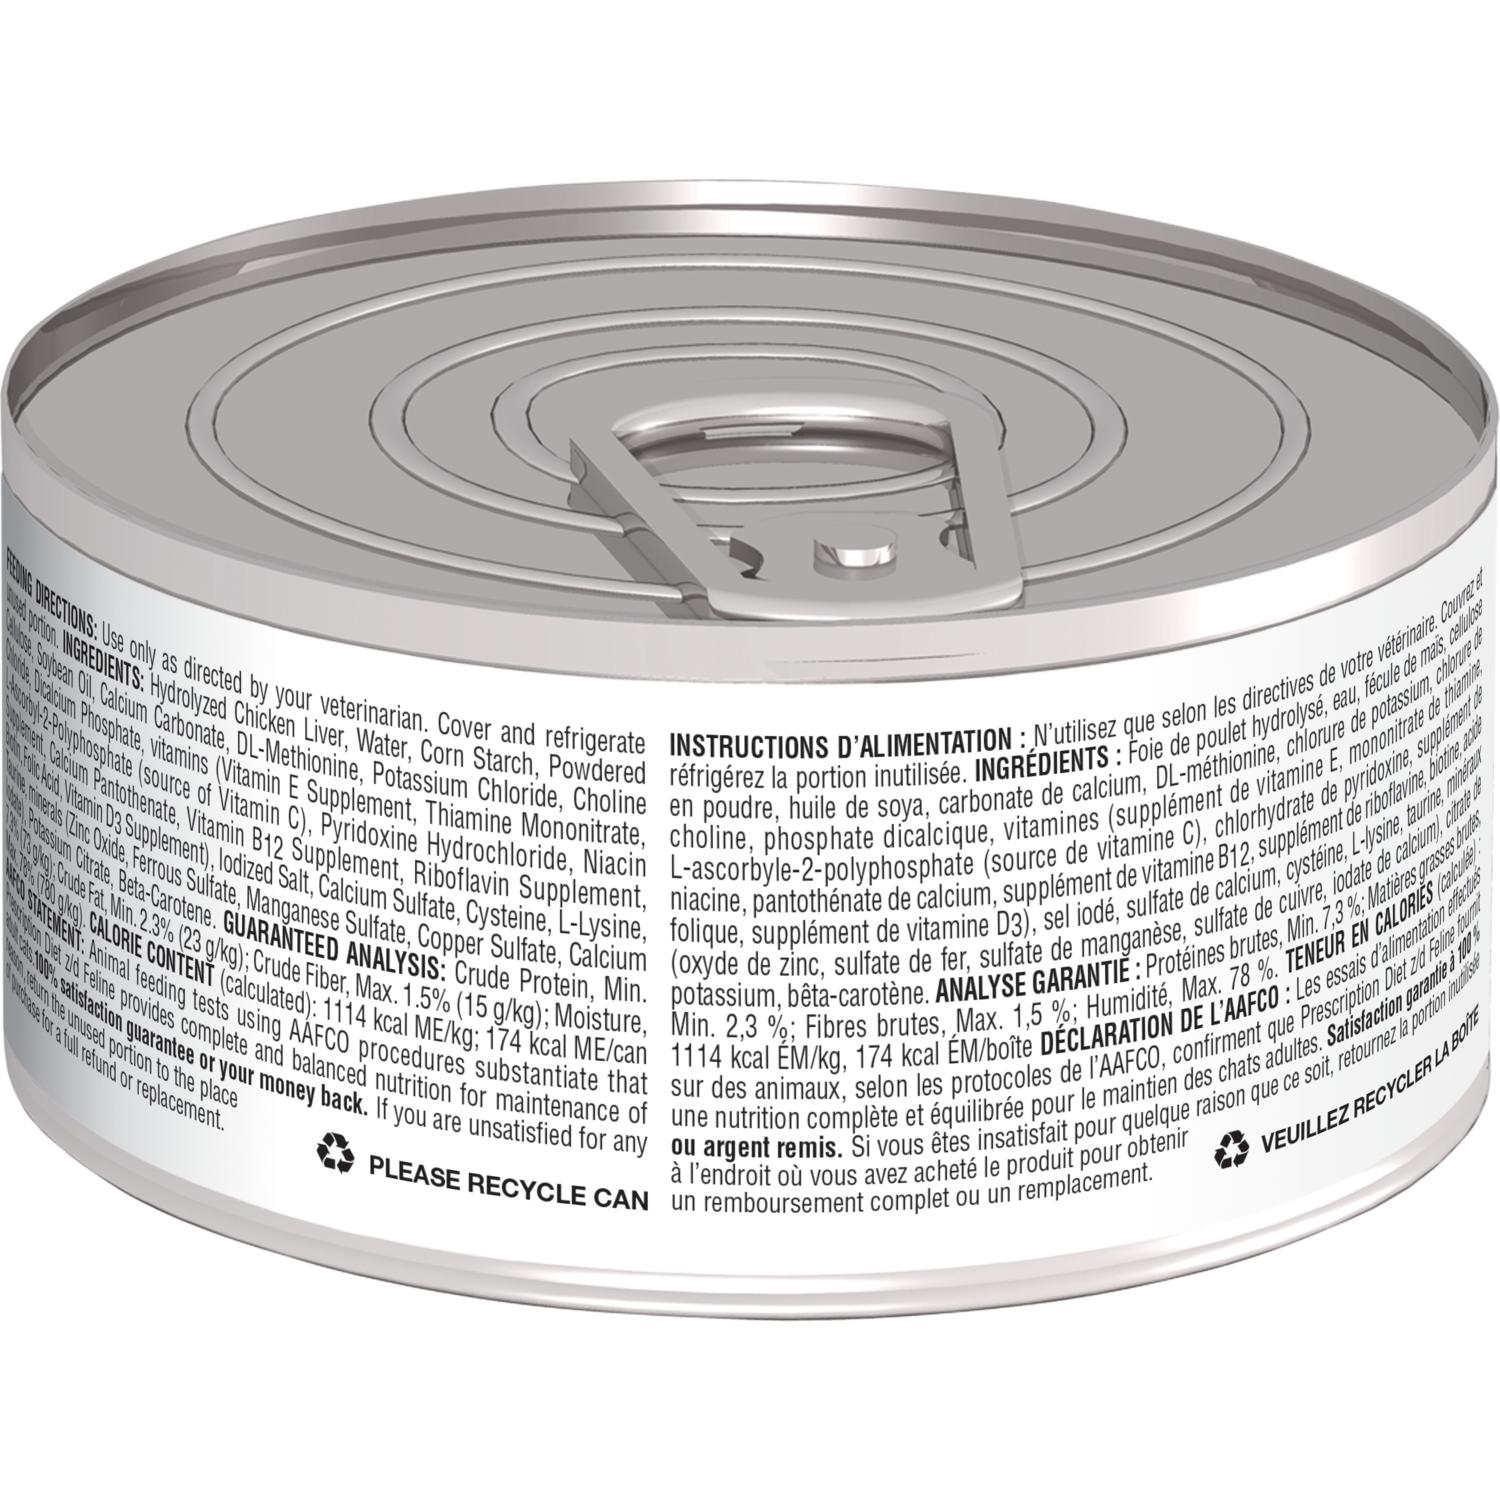 FEEDING DIRECTIONS: Use only as directed by your veterinarian. Cover and refrigerate
unused portion. INGREDIENTS: Hydrolyzed Chicken Liver, Water, Corn Starch, Powdered
Cellulose, Soybean Oil, Calcium Carbonate, DL-Methionine, Potassium Chloride, Choline
Chloride, Dicalcium Phosphate, vitamins (Vitamin E Supplement, Thiamine Mononitrate,
L-Ascorbyl-2-Polyphosphate (source of Vitamin C), Pyridoxine Hydrochloride, Niacin
Supplement, Calcium Pantothenate, Vitamin B12 Supplement, Riboflavin Supplement,
Folic Acid, Vitamin D3 Supplement), Iodized Salt, Calcium Sulfate, Cysteine, L-Lysine,
minerals (Zinc Oxide, Ferrous Sulfate, Manganese Sulfate, Copper Sulfate, Calcium
Potassium Citrate, Beta-Carotene. GUARANTEED ANALYSIS: Crude Protein, Min.
(73 g/kg); Crude Fat, Min. 2.3% (23 g/kg); Crude Fiber, Max. 1.5% (15 g/kg); Moisture,
78% (780 g/kg). CALORIE CONTENT (calculated): 1114 kcal ME/kg; 174 kcal ME/can
STATEMENT: Animal feeding tests using AAFCO procedures substantiate that
Diet z/d Feline provides complete and balanced nutrition for maintenance of
100% satisfaction guarantee or your money back. If you are unsatisfied for any
return the unused portion to the place
for a full refund or replacement.
PLEASE RECYCLE CAN
INSTRUCTIONS D'ALIMENTATION : N'utilisez que selon les directives de votre vétérinaire. Couvrez et
réfrigérez la portion inutilisée. INGRÉDIENTS : Foie de poulet hydrolysé, eau, fécule de maïs, cellulose
en poudre, huile de soya, carbonate de calcium, DL-méthionine, chlorure de potassium, chlorure de
choline, phosphate dicalcique, vitamines (supplément de vitamine E, mononitrate de thiamine,
L-ascorbyle-2-polyphosphate (source de vitamine C), chlorhydrate de pyridoxine, supplément de
niacine, pantothénate de calcium, supplément de vitamine B12, supplément de riboflavine, biotine, acide
folique, supplément de vitamine D3), sel iodé, sulfate de calcium, cystéine, L-lysine, taurine, minéraux
(oxyde de zinc, sulfate de fer, sulfate de manganèse, sulfate de cuivre, iodate de calcium), citrate de
potassium, bêta-carotène. ANALYSE GARANTIE : Protéines brutes, Min. 7,3 %; Matières grasses brutes,
Min. 2,3 %; Fibres brutes, Max. 1,5 %; Humidité, Max. 78 %. TENEUR EN CALORIES (calculée) :
1114 kcal ÉM/kg, 174 kcal ÉM/boîte DÉCLARATION DE L'AAFCO : Les essais d'alimentation effectués
sur des animaux, selon les protocoles de l'AAFCO, confirment que Prescription Diet z/d Feline fournit
une nutrition complète et équilibrée pour le maintien des chats adultes. Satisfaction garantie à 100 %
ou argent remis. Si vous êtes insatisfait pour quelque raison que ce soit, retournez la portion inutilisée
à l'endroit où vous avez acheté le produit pour obtenir
un remboursement complet ou un remplacement.
VEUILLEZ RECYCLER LA BOÎTE